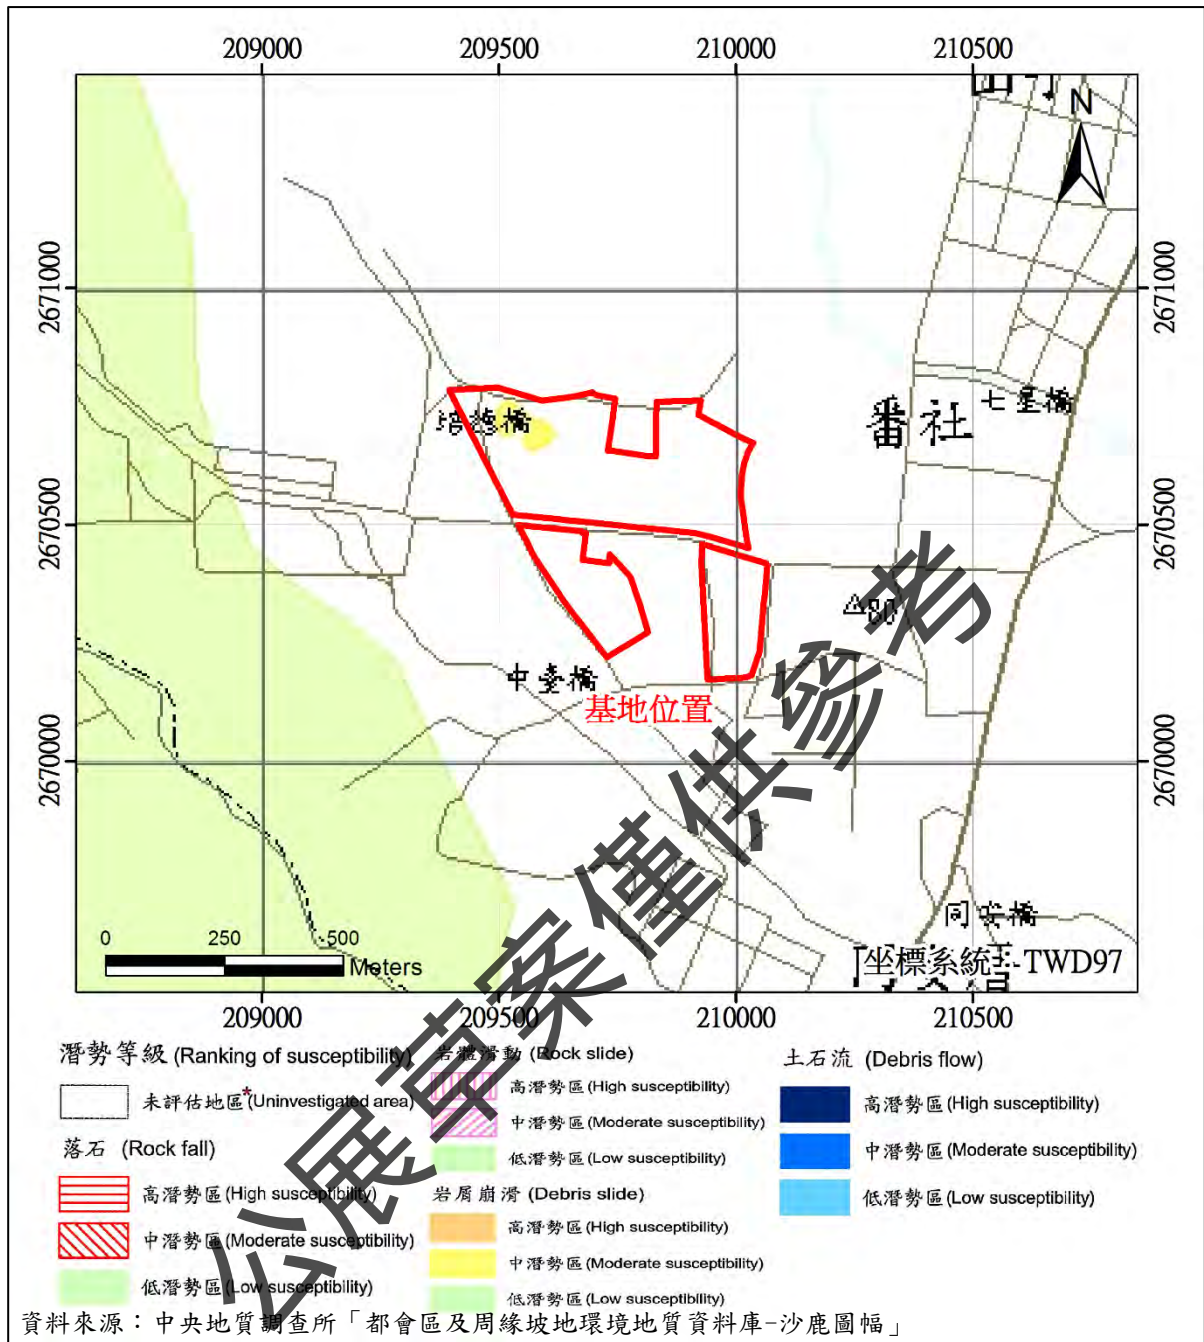 209000 209500 210000 210500
N
2671000 2671000
培德橋
番社
七星橋
2670500 2670500
80
中臺橋
基地位置
2670000 2670000
同安橋
0 250 500
Meters
坐標系統-TWD97
209000 209500 210000 210500
潛勢等級 (Ranking of susceptibility)
未評估地區*(Uninvestigated area)
落石 (Rock fall)
高潛勢區(High susceptibility)
中潛勢區(Moderate susceptibility)
低潛勢區(Low susceptibility)
岩體滑動 (Rock slide)
高潛勢區(High susceptibility)
中潛勢區(Moderate susceptibility)
低潛勢區(Low susceptibility)
岩屑崩滑 (Debris slide)
高潛勢區(High susceptibility)
中潛勢區(Moderate susceptibility)
低潛勢區(Low susceptibility)
土石流 (Debris flow)
高潛勢區(High susceptibility)
中潛勢區(Moderate susceptibility)
低潛勢區(Low susceptibility)
資料來源：中央地質調查所「都會區及周緣坡地環境地質資料庫-沙鹿圖幅」
公展草案僅供參考